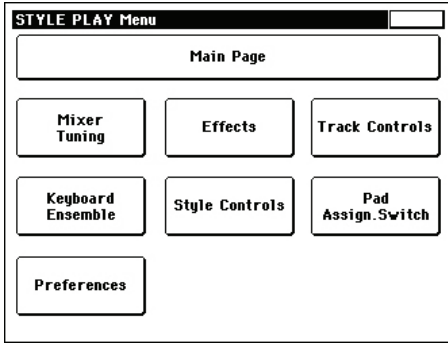 STYLE PLAY Menu
Main Page
Mixer
Tuning
Effects
Track Controls
Keyboard
Ensemble
Style Controls
Pad
Assign.Switch
Preferences